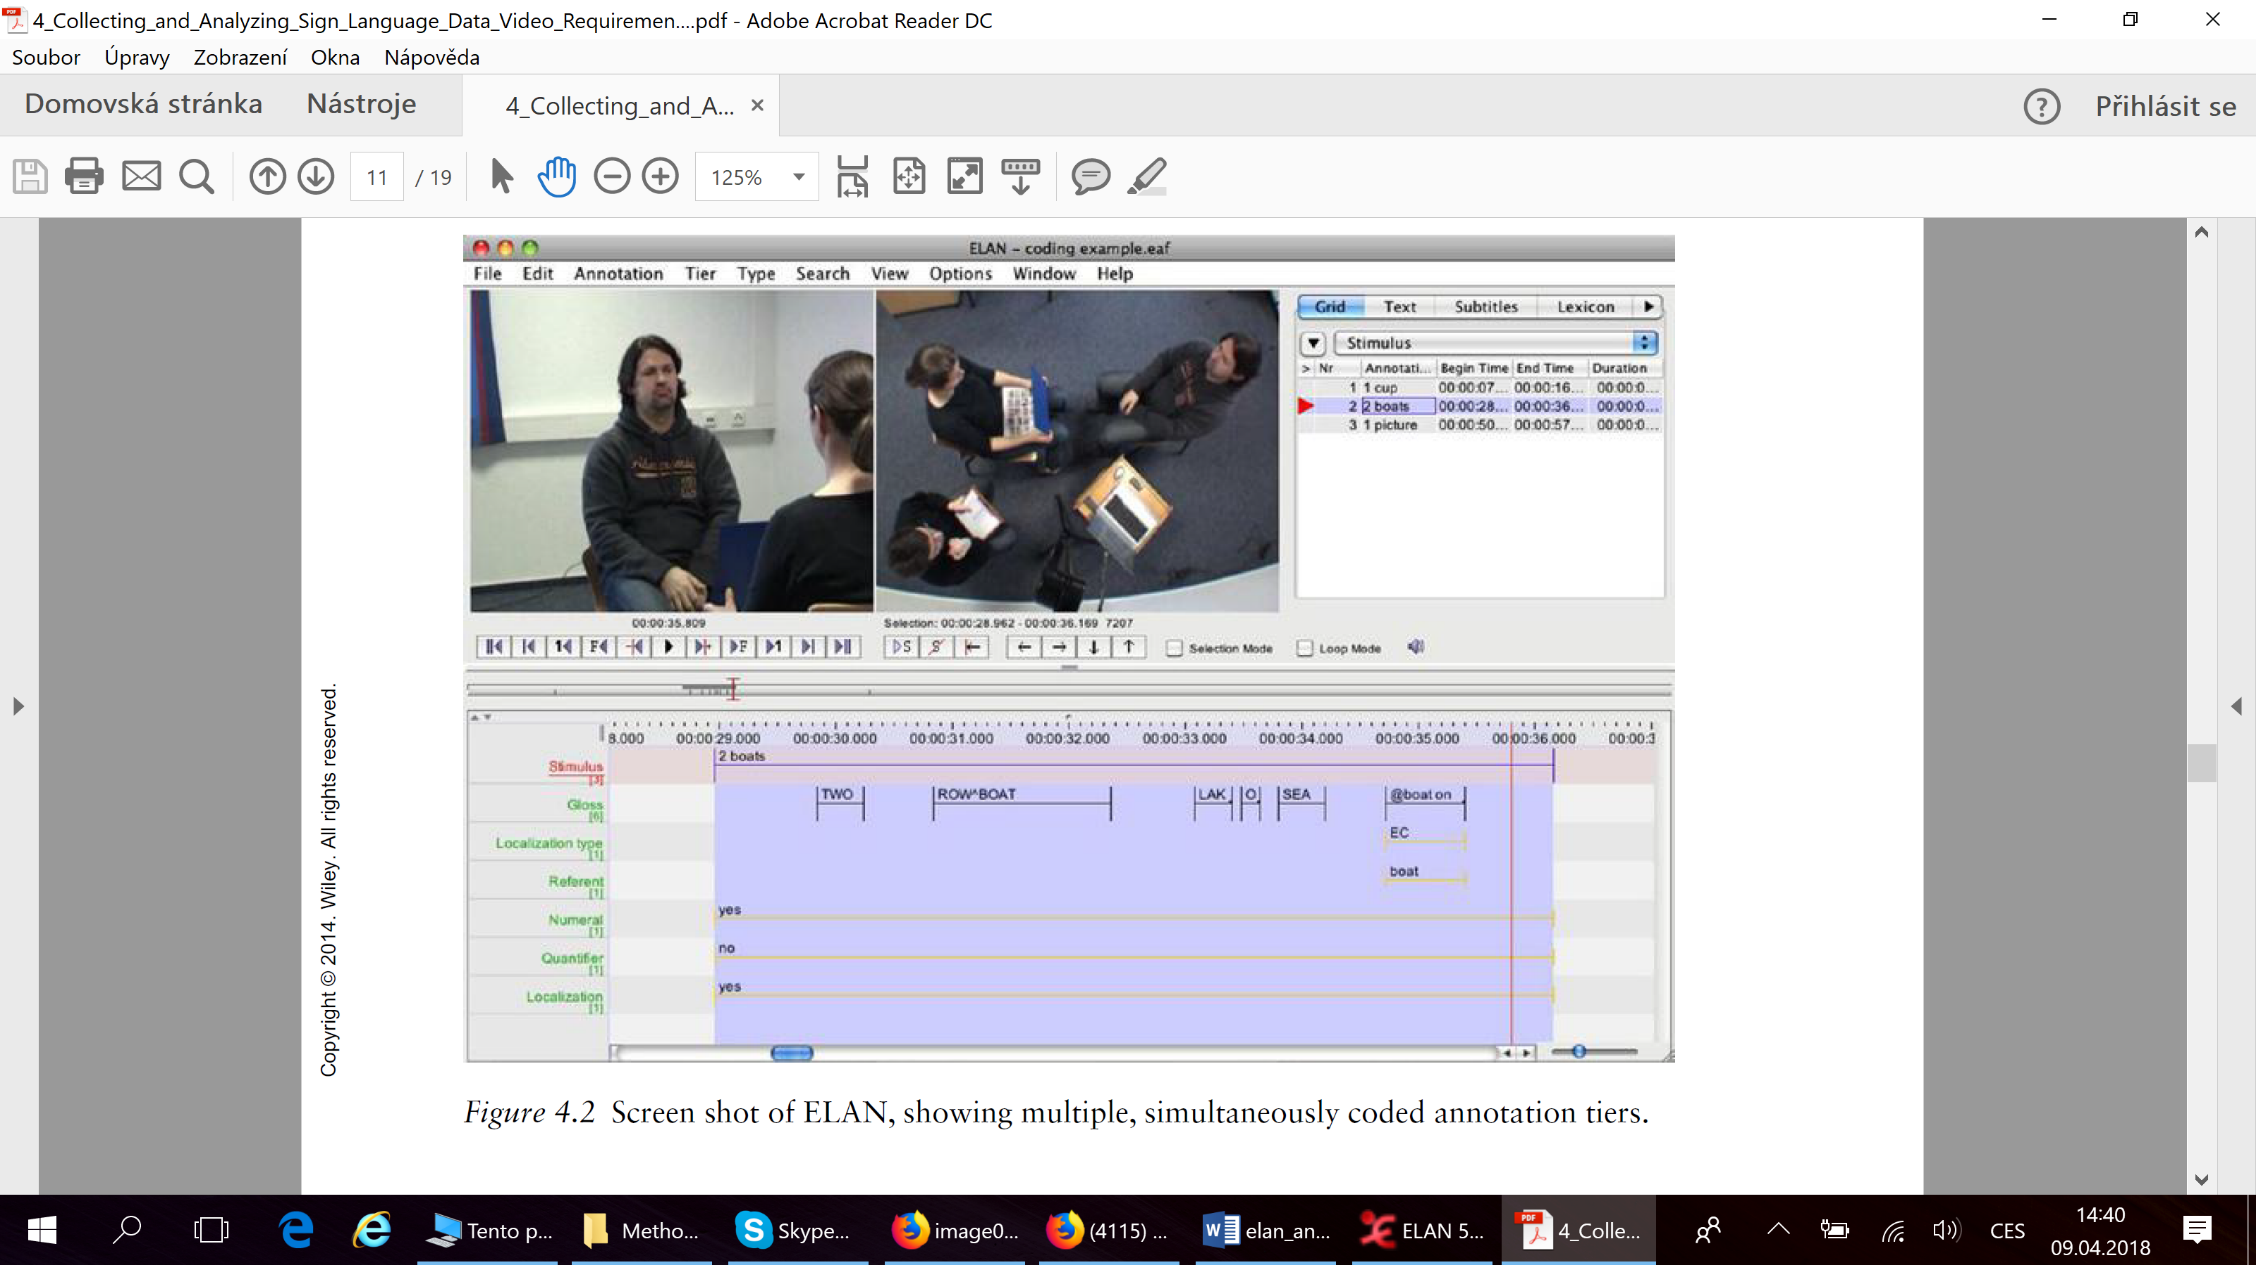 4_Collecting_and_Analyzing_Sign_Language_Data_Video_Requiremen....pdf - Adobe Acrobat Reader DC
Soubor Úpravy Zobrazení Okna Nápověda
Domovská stránka Nástroje 4_Collecting_and_A... × ? Přihlásit se
11 / 19 125%
ELAN - coding example.eaf
File Edit Annotation Tier Type Search View Options Window Help
Grid Text Subtitles Lexicon
Stimulus
> Nr Annotati... Begin Time End Time Duration
1 1 cup 00:00:07... 00:00:16... 00:00:0...
2 2 boats 00:00:28... 00:00:36... 00:00:0...
3 1 picture 00:00:50... 00:00:57... 00:00:0...
00:00:35.809 Selection: 00:00:28.962 - 00:00:36.169 7207
Selection Mode Loop Mode
8.000 00:00:29.000 00:00:30.000 00:00:31.000 00:00:32.000 00:00:33.000 00:00:34.000 00:00:35.000 00:00:36.000 00:00:3
Stimulus [3] 2 boats
Gloss [6] TWO ROW^BOAT LAK O SEA @boat on
Localization type [1] EC
Referent [1] boat
Numeral [1] yes
Quantifier [1] no
Localization [1] yes
Copyright © 2014. Wiley. All rights reserved.
Figure 4.2 Screen shot of ELAN, showing multiple, simultaneously coded annotation tiers.
Tento p... Metho... Skype... image0... (4115) ... elan_an... ELAN 5... 4_Colle... CES 14:40
09.04.2018